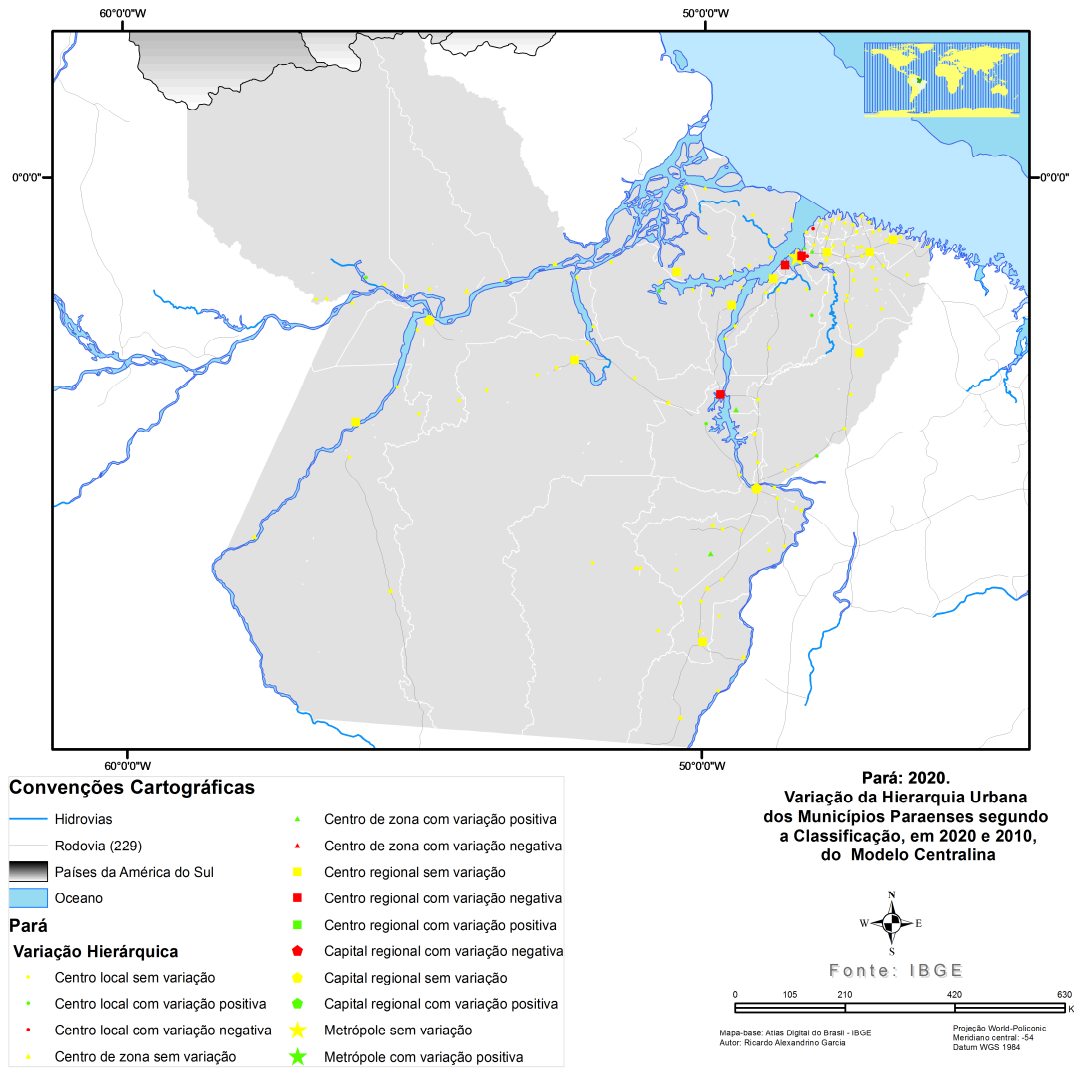 60°0'0"W 50°0'0"W
0°0'0" 0°0'0"
60°0'0"W 50°0'0"W
Convenções Cartográficas
Hidrovias
Rodovia (229)
Países da América do Sul
Oceano
Pará
Variação Hierárquica
Centro local sem variação
Centro local com variação positiva
Centro local com variação negativa
Centro de zona sem variação
Centro de zona com variação positiva
Centro de zona com variação negativa
Centro regional sem variação
Centro regional com variação negativa
Centro regional com variação positiva
Capital regional com variação negativa
Capital regional sem variação
Capital regional com variação positiva
Metrópole sem variação
Metrópole com variação positiva
Pará: 2020.
Variação da Hierarquia Urbana
dos Municípios Paraenses segundo
a Classificação, em 2020 e 2010,
do Modelo Centralina
N
W E
S
Fonte: IBGE
0 105 210 420 630
K
Mapa-base: Atlas Digital do Brasil - IBGE
Autor: Ricardo Alexandrino Garcia
Projeção World-Policonic
Meridiano central: -54
Datum WGS 1984